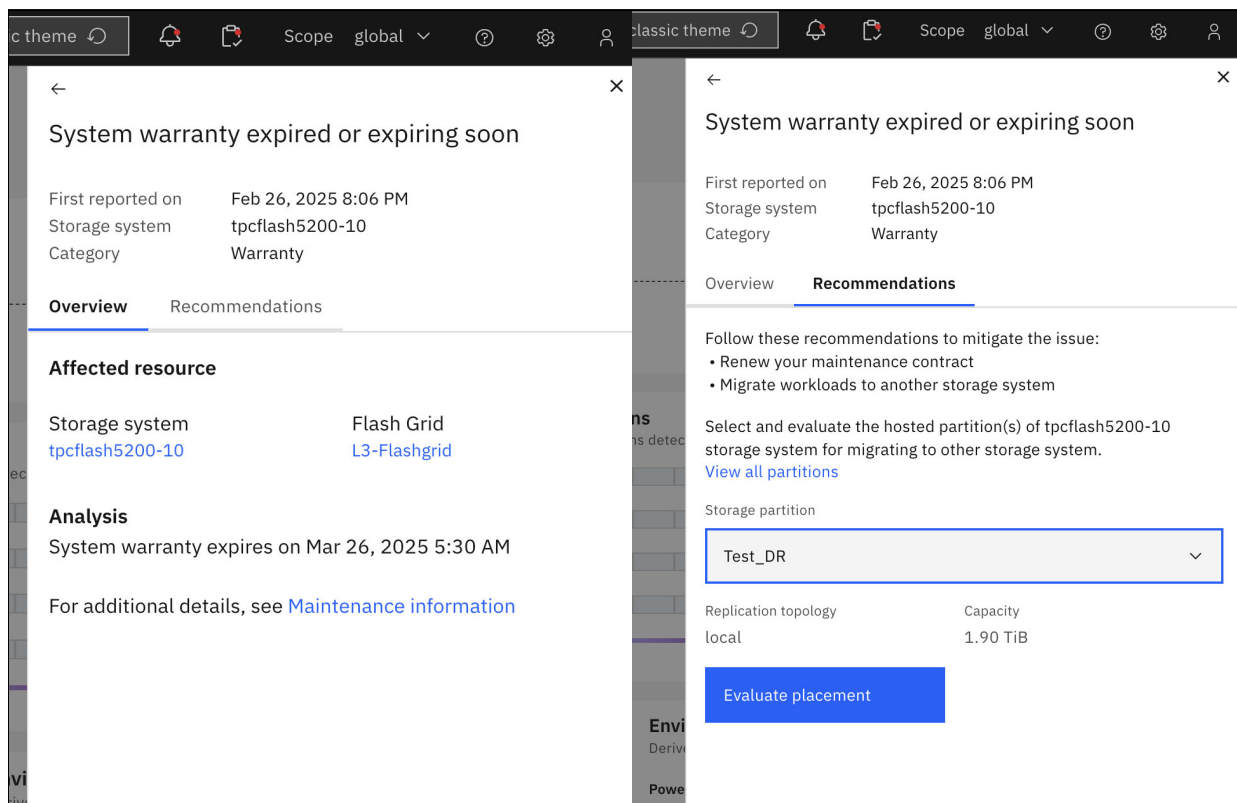 c theme
Scope global
System warranty expired or expiring soon
First reported on Feb 26, 2025 8:06 PM
Storage system tpcflash5200-10
Category Warranty
Overview Recommendations
Affected resource
Storage system Flash Grid
tpcflash5200-10 L3-Flashgrid
Analysis
System warranty expires on Mar 26, 2025 5:30 AM
For additional details, see Maintenance information
classic theme
Scope global
System warranty expired or expiring soon
First reported on Feb 26, 2025 8:06 PM
Storage system tpcflash5200-10
Category Warranty
Overview Recommendations
Follow these recommendations to mitigate the issue:
• Renew your maintenance contract
• Migrate workloads to another storage system
Select and evaluate the hosted partition(s) of tpcflash5200-10
storage system for migrating to other storage system.
View all partitions
Storage partition
Test_DR
Replication topology Capacity
local 1.90 TiB
Evaluate placement
Envi
Derive
Powe